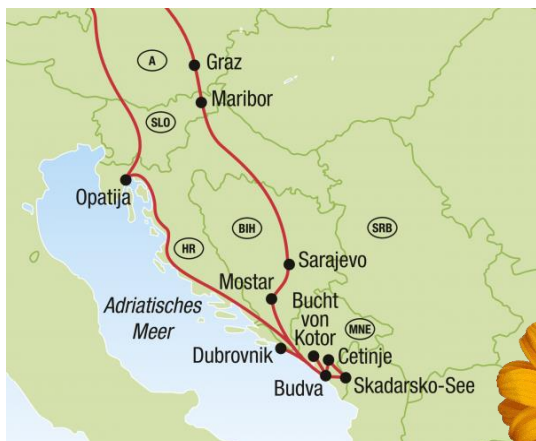 A
Graz
Maribor
SLO
Opatija
HR
BIH
SRB
Sarajevo
Mostar
Adriatisches
Meer
Bucht
von
Kotor
MNE
Dubrovnik
Cetinje
Budva
Skadarsko-See